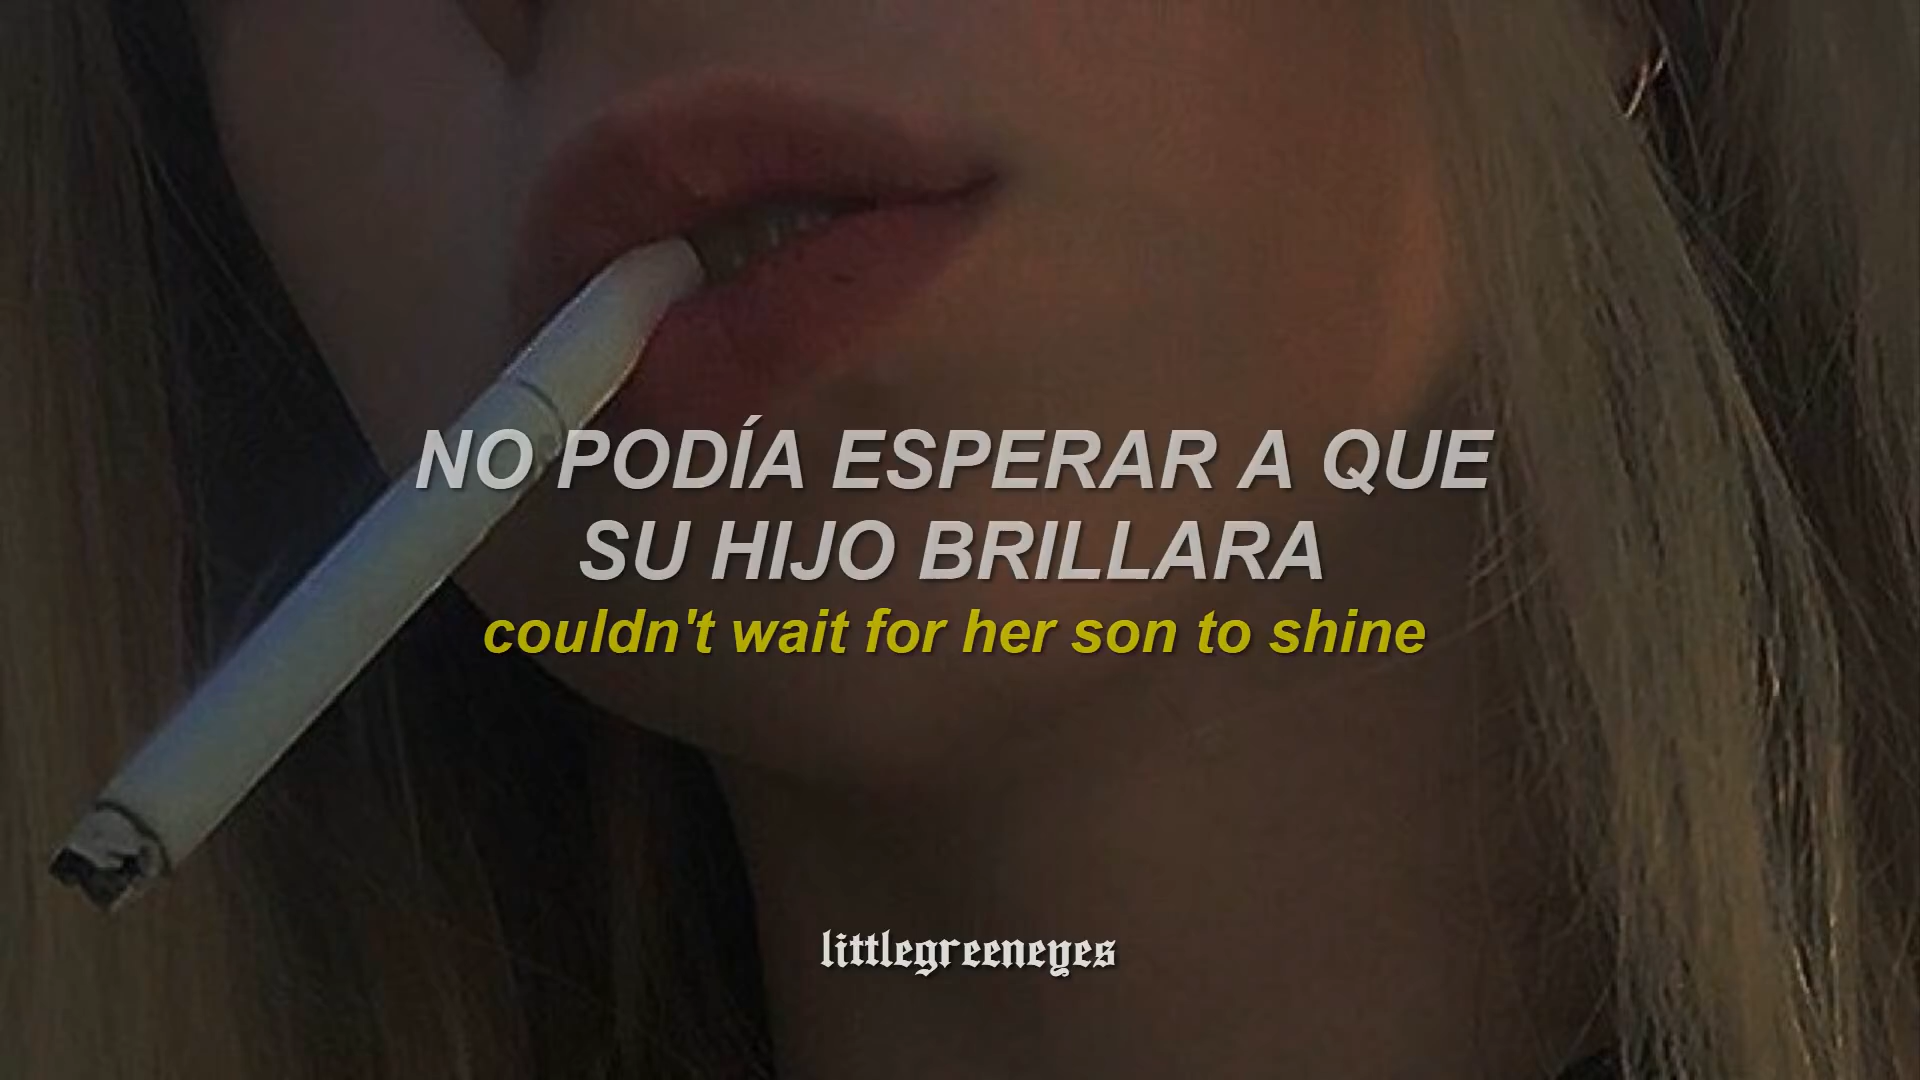 NO PODÍA ESPERAR A QUE
SU HIJO BRILLARA
couldn't wait for her son to shine
littlegreeneyes